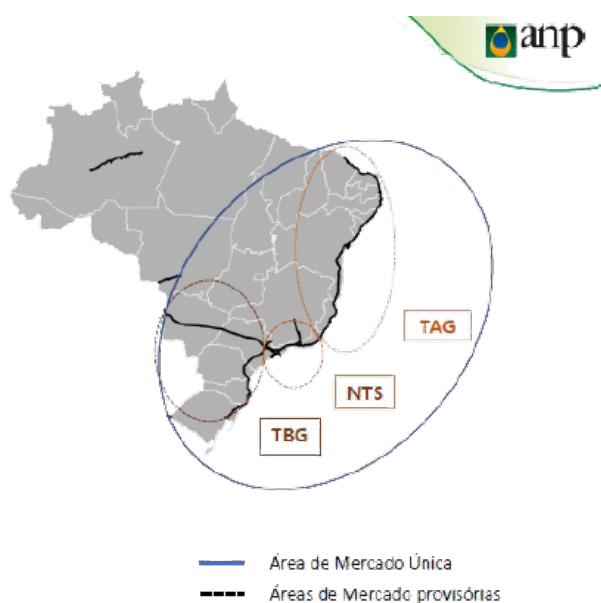 anp
TAG
NTS
TBG
Área de Mercado Única
Áreas de Mercado provisórias